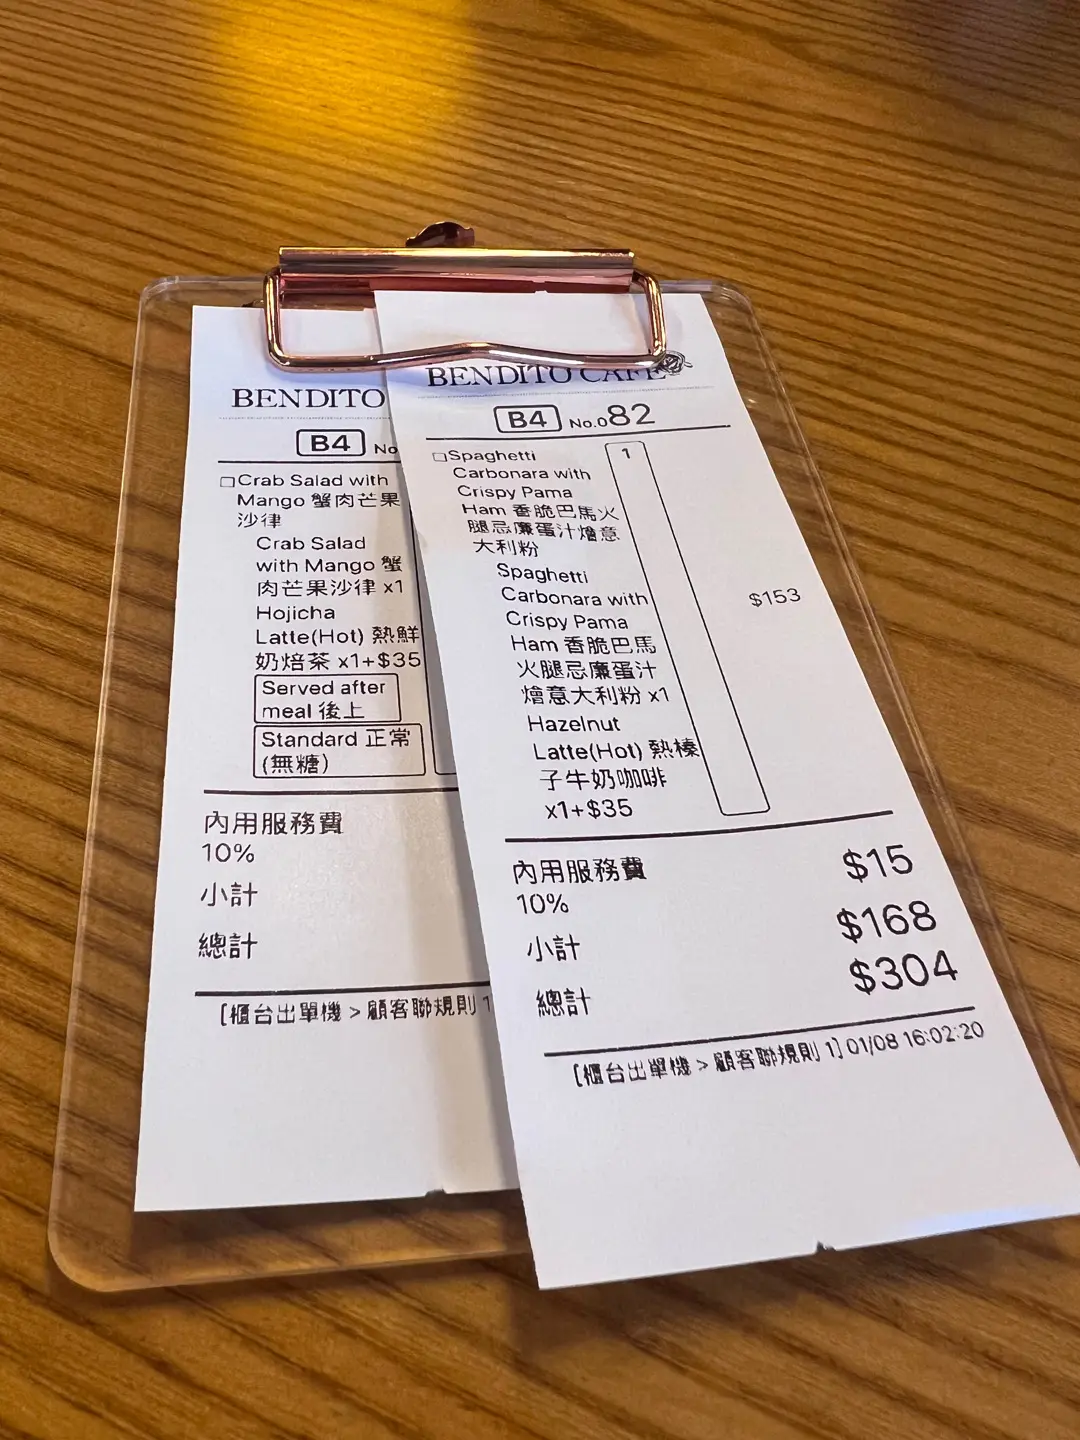 BENDITO
B4 No
Crab Salad with
Mango 蟹肉芒果
沙律
Crab Salad
with Mango 蟹
肉芒果沙律 x1
Hojicha
Latte(Hot) 熱鮮
奶焙茶 x1+$35
Served after
meal 後上
Standard 正常
(無糖)
內用服務費
10%
小計
總計
[櫃台出單機 > 顧客聯規則 1
BENDITO CAFE
B4 No.082
Spaghetti 1
Carbonara with
Crispy Pama
Ham 香脆巴馬火
腿忌廉蛋汁燴意
大利粉
Spaghetti
Carbonara with $153
Crispy Pama
Ham 香脆巴馬
火腿忌廉蛋汁
燴意大利粉 x1
Hazelnut
Latte(Hot) 熱榛
子牛奶咖啡
x1+$35
內用服務費 $15
10%
小計 $168
總計 $304
[櫃台出單機 > 顧客聯規則 1] 01/08 16:02:20